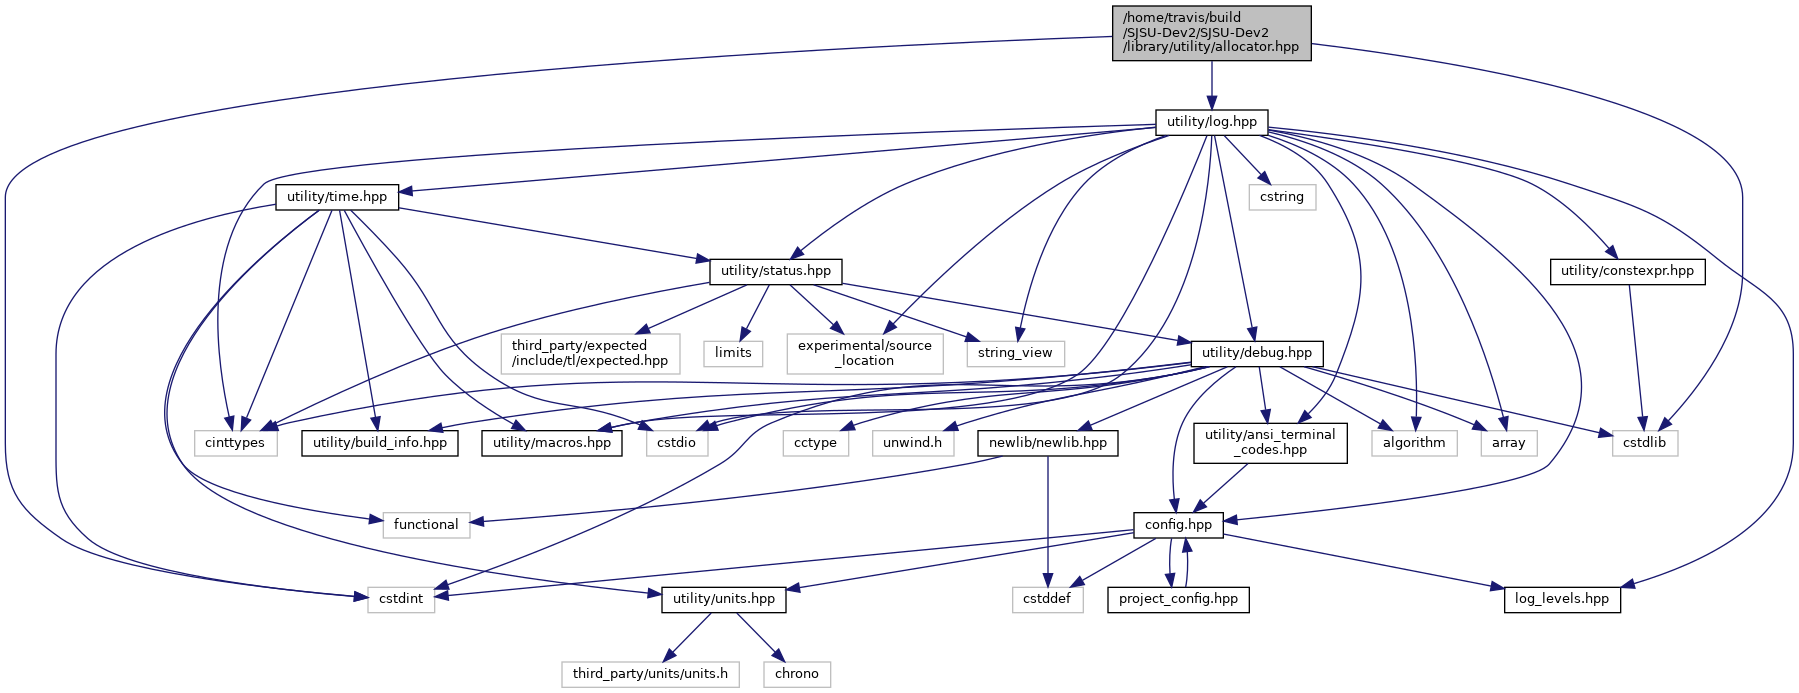 /home/travis/build
/SJSU-Dev2/SJSU-Dev2
/library/utility/allocator.hpp
utility/log.hpp
utility/time.hpp
cstring
utility/status.hpp
utility/constexpr.hpp
third_party/expected
/include/tl/expected.hpp
limits
experimental/source
_location
string_view
utility/debug.hpp
cinttypes
utility/build_info.hpp
utility/macros.hpp
cstdio
cctype
unwind.h
newlib/newlib.hpp
utility/ansi_terminal
_codes.hpp
algorithm
array
cstdlib
functional
config.hpp
cstdint
utility/units.hpp
cstddef
project_config.hpp
log_levels.hpp
third_party/units/units.h
chrono